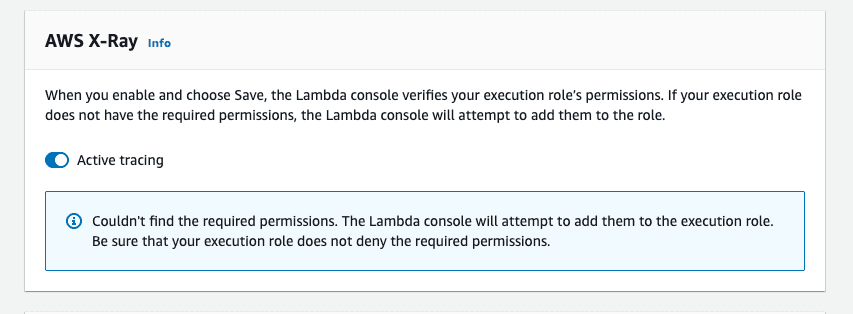 AWS X-Ray Info
When you enable and choose Save, the Lambda console verifies your execution role's permissions. If your execution role
does not have the required permissions, the Lambda console will attempt to add them to the role.
Active tracing
Couldn't find the required permissions. The Lambda console will attempt to add them to the execution role.
Be sure that your execution role does not deny the required permissions.